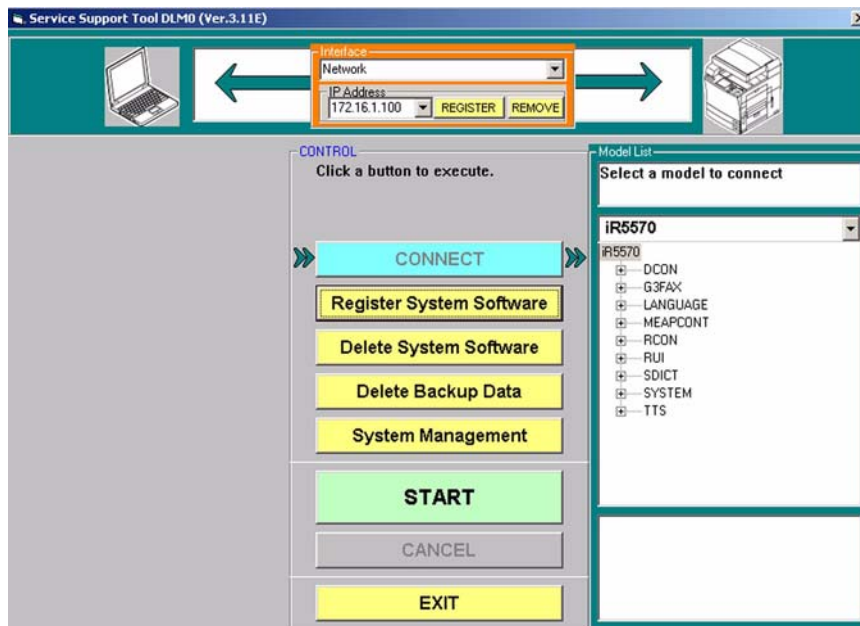 Service Support Tool DLM0 (Ver.3.11E)
Interface
Network
IP Address
172.16.1.100
REGISTER
REMOVE
CONTROL
Click a button to execute.
CONNECT
Register System Software
Delete System Software
Delete Backup Data
System Management
START
CANCEL
EXIT
Model List
Select a model to connect
iR5570
iR5570
DCON
G3FAX
LANGUAGE
MEAPCONT
RCON
RUI
SDICT
SYSTEM
TTS